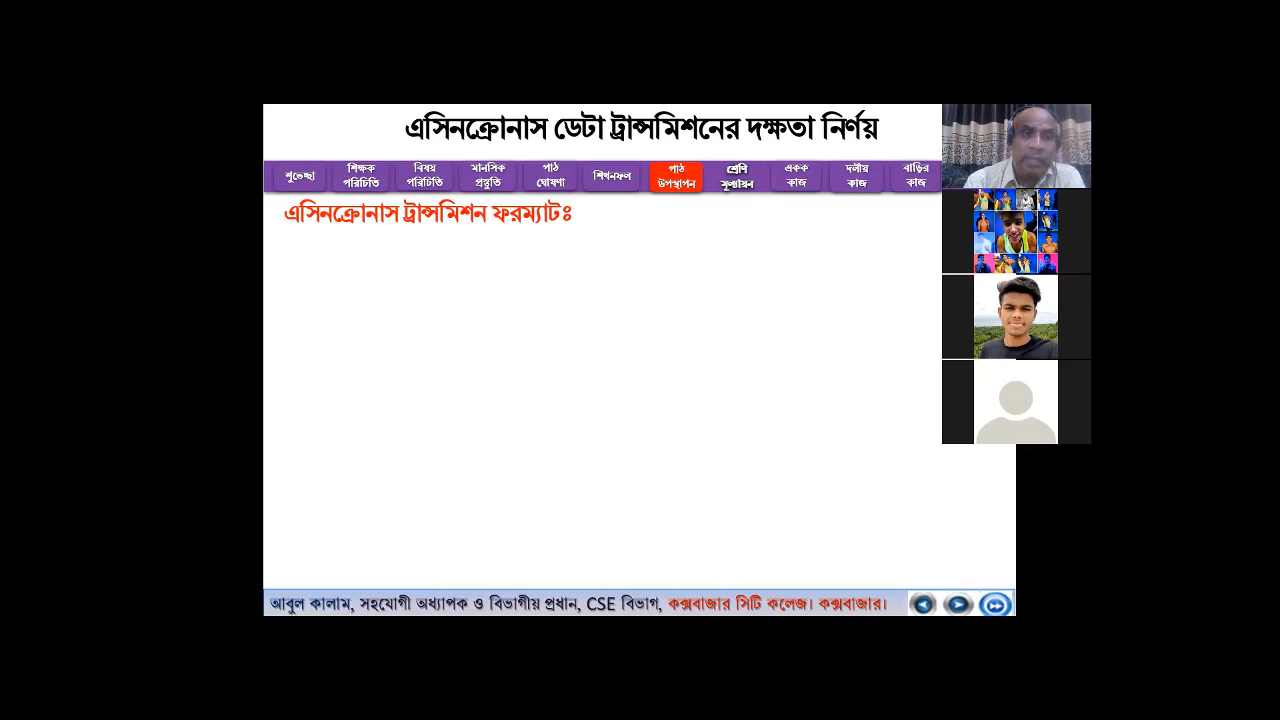 এসিনক্রোনাস ডেটা ট্রান্সমিশনের দক্ষতা নির্ণয়
শুভেচ্ছা
শিক্ষক
পরিচিতি
বিষয়
পরিচিতি
মানসিক
প্রস্তুতি
পাঠ
ঘোষণা
শিখনফল
পাঠ
উপস্থাপন
শ্রেণি
মূল্যায়ন
একক
কাজ
দলীয়
কাজ
বাড়ির
কাজ
এসিনক্রোনাস ট্রান্সমিশন ফরম্যাটঃ
আবুল কালাম, সহযোগী অধ্যাপক ও বিভাগীয় প্রধান, CSE বিভাগ, কক্সবাজার সিটি কলেজ। কক্সবাজার।